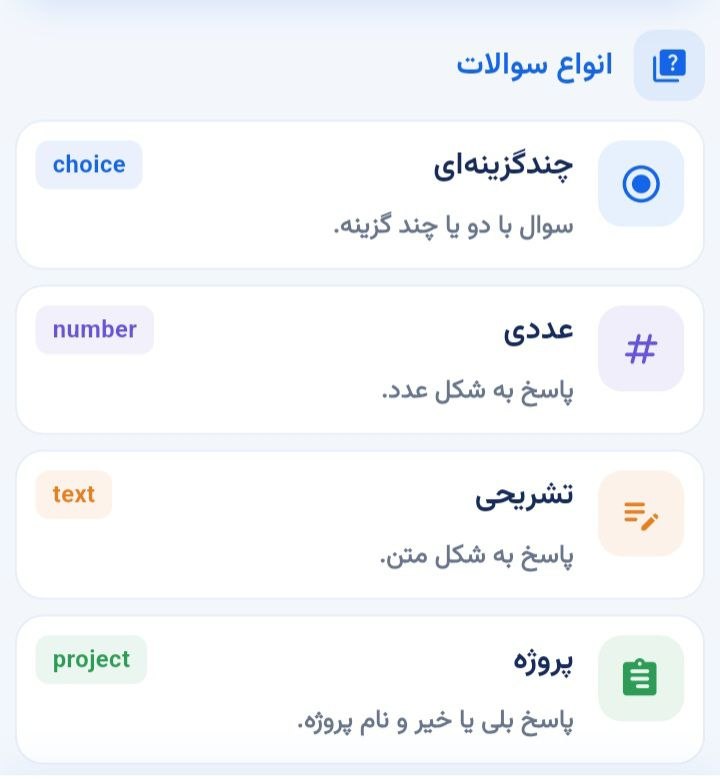 انواع سوالات
چندگزینه‌ای
choice
سوال با دو یا چند گزینه.
عددی
number
پاسخ به شکل عدد.
تشریحی
text
پاسخ به شکل متن.
پروژه
project
پاسخ بلی یا خیر و نام پروژه.